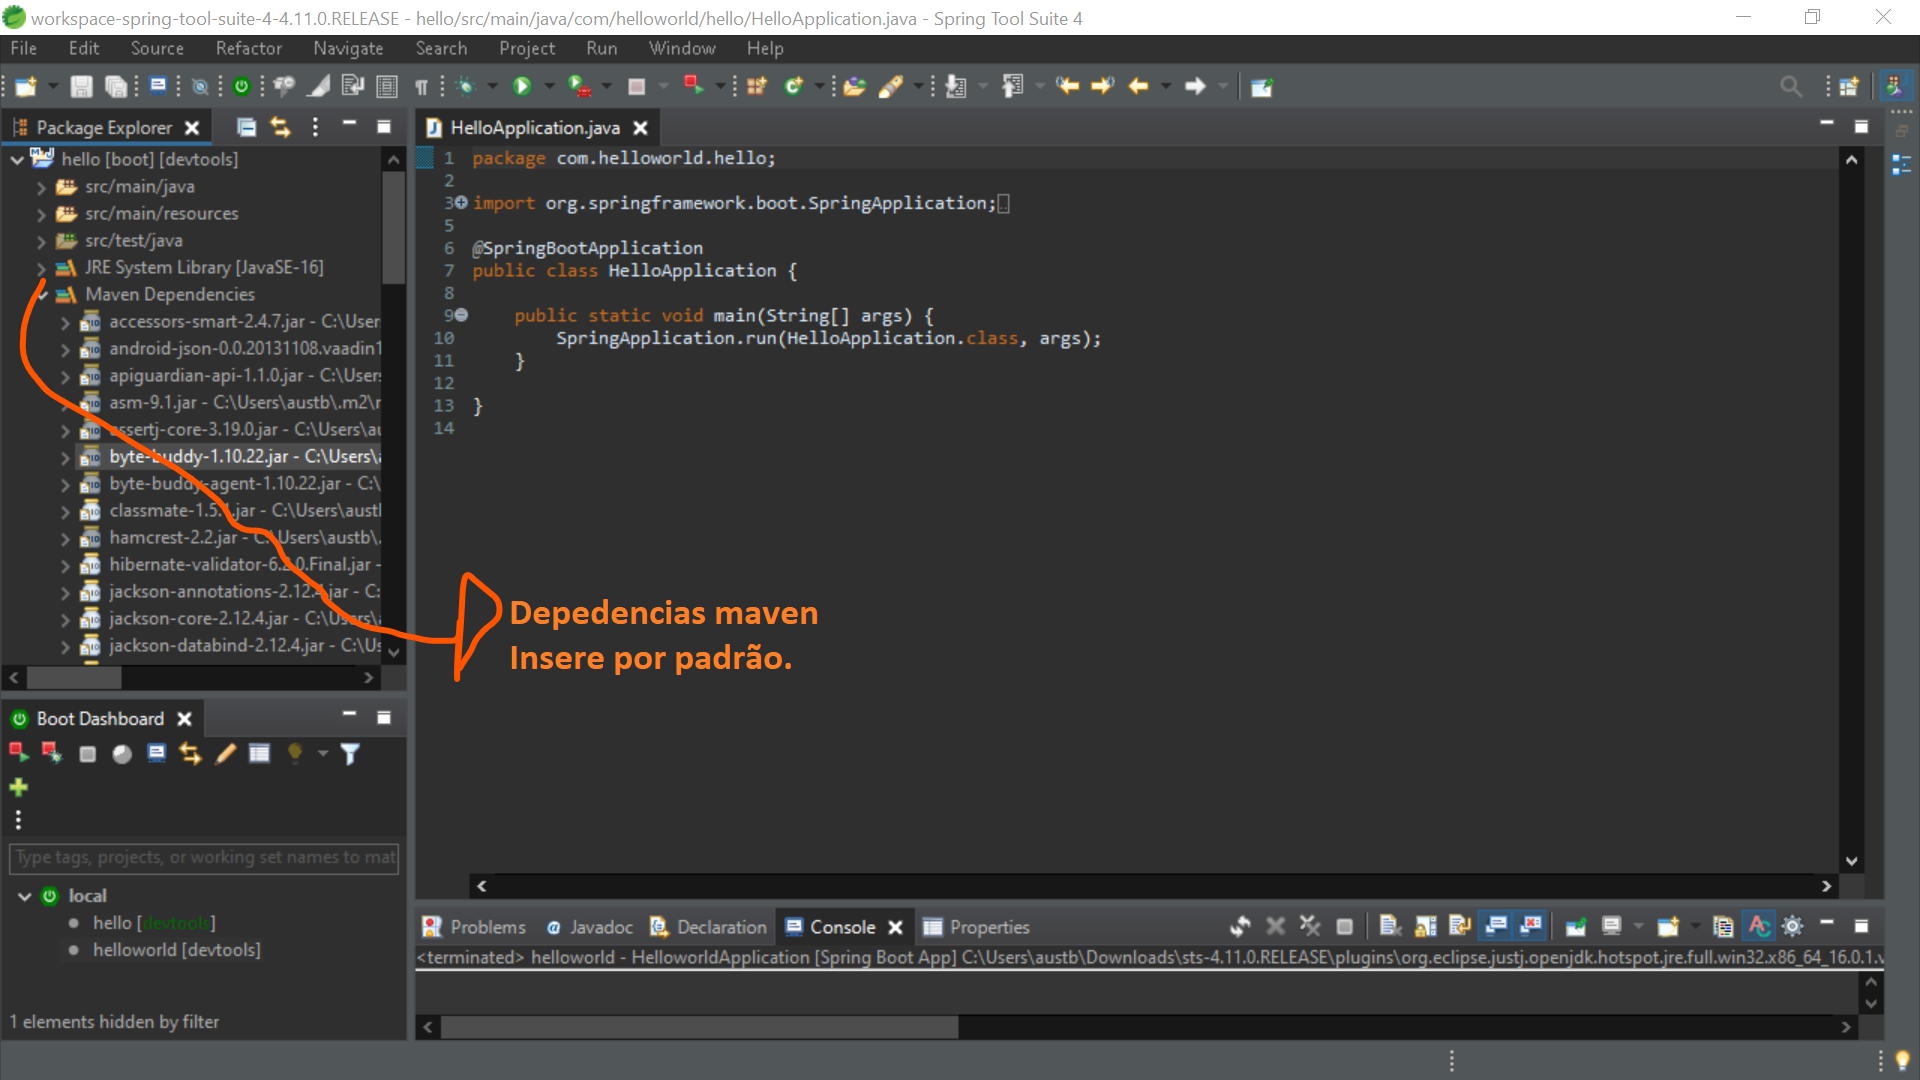 workspace-spring-tool-suite-4-4.11.0.RELEASE - hello/src/main/java/com/helloworld/hello/HelloApplication.java - Spring Tool Suite 4
File Edit Source Refactor Navigate Search Project Run Window Help
Package Explorer
hello [boot] [devtools]
src/main/java
src/main/resources
src/test/java
JRE System Library [JavaSE-16]
Maven Dependencies
accessors-smart-2.4.7.jar - C:\User
android-json-0.0.20131108.vaadin1
apiguardian-api-1.1.0.jar - C:\User
asm-9.1.jar - C:\Users\austb\.m2\r
assertj-core-3.19.0.jar - C:\Users\au
byte-buddy-1.10.22.jar - C:\Users\a
byte-buddy-agent-1.10.22.jar - C:\
classmate-1.5.1.jar - C:\Users\austl
hamcrest-2.2.jar - C:\Users\austb\.
hibernate-validator-6.2.0.Final.jar -
jackson-annotations-2.12.4.jar - C:
jackson-core-2.12.4.jar - C:\Users\
jackson-databind-2.12.4.jar - C:\Us
HelloApplication.java
1 package com.helloworld.hello;
2
3 import org.springframework.boot.SpringApplication;
5
6 @SpringBootApplication
7 public class HelloApplication {
8
9 public static void main(String[] args) {
10 SpringApplication.run(HelloApplication.class, args);
11 }
12
13 }
14
Depedencias maven
Insere por padrão.
Boot Dashboard
Type tags, projects, or working set names to mat
local
hello [devtools]
helloworld [devtools]
1 elements hidden by filter
Problems Javadoc Declaration Console Properties
<terminated> helloworld - HelloworldApplication [Spring Boot App] C:\Users\austb\Downloads\sts-4.11.0.RELEASE\plugins\org.eclipse.justj.openjdk.hotspot.jre.full.win32.x86_64_16.0.1.v